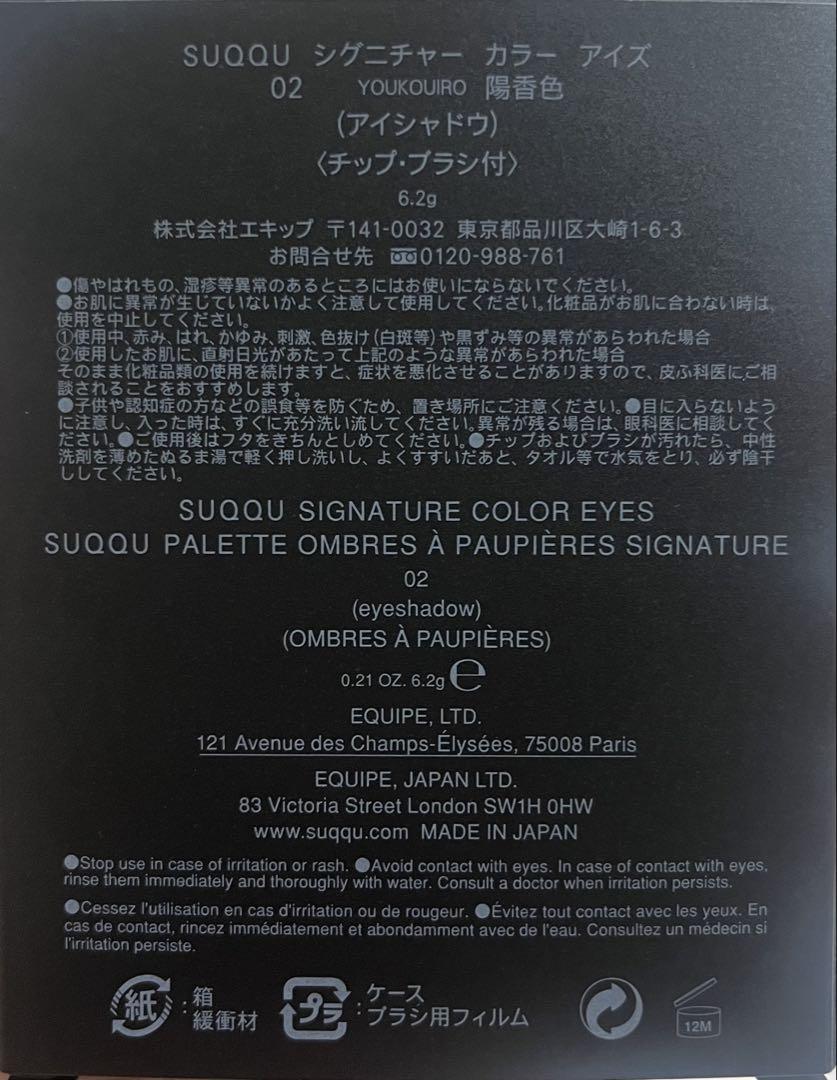 SUQQU シグニチャー カラー アイズ
02 YOUKOUIRO 陽香色
(アイシャドウ)
〈チップ・ブラシ付〉
6.2g
株式会社エキップ 〒141-0032 東京都品川区大崎1-6-3
お問合せ先 0120-988-761
●傷やはれもの、湿疹等異常のあるところにはお使いにならないでください。
●お肌に異常が生じていないかよく注意して使用してください。化粧品がお肌に合わない時は、
使用を中止してください。
①使用中、赤み、はれ、かゆみ、刺激、色抜け(白斑等)や黒ずみ等の異常があらわれた場合
②使用したお肌に、直射日光があたって上記のような異常があらわれた場合
そのまま化粧品類の使用を続けますと、症状を悪化させることがありますので、皮ふ科医にご相
談されることをおすすめします。
●子供や認知症の方などの誤食等を防ぐため、置き場所にご注意ください。●目に入らないよう
に注意し、入った時は、すぐに充分洗い流してください。異常が残る場合は、眼科医に相談してく
ださい。●ご使用後はフタをきちんとしめてください。●チップおよびブラシが汚れたら、中性
洗剤を薄めたぬるま湯で軽く押し洗いし、よくすすいだあと、タオル等で水気をとり、必ず陰干
ししてください。
SUQQU SIGNATURE COLOR EYES
SUQQU PALETTE OMBRES À PAUPIÈRES SIGNATURE
02
(eyeshadow)
(OMBRES À PAUPIÈRES)
0.21 OZ. 6.2g ℮
EQUIPE, LTD.
121 Avenue des Champs-Élysées, 75008 Paris
EQUIPE, JAPAN LTD.
83 Victoria Street London SW1H 0HW
www.suqqu.com MADE IN JAPAN
●Stop use in case of irritation or rash. ●Avoid contact with eyes. In case of contact with eyes,
rinse them immediately and thoroughly with water. Consult a doctor when irritation persists.
●Cessez l'utilisation en cas d'irritation ou de rougeur. ●Évitez tout contact avec les yeux. En
cas de contact, rincez immédiatement et abondamment avec de l'eau. Consultez un médecin si
l'irritation persiste.
紙 : 箱
緩衝材
プラ : ケース
ブラシ用フィルム
12M